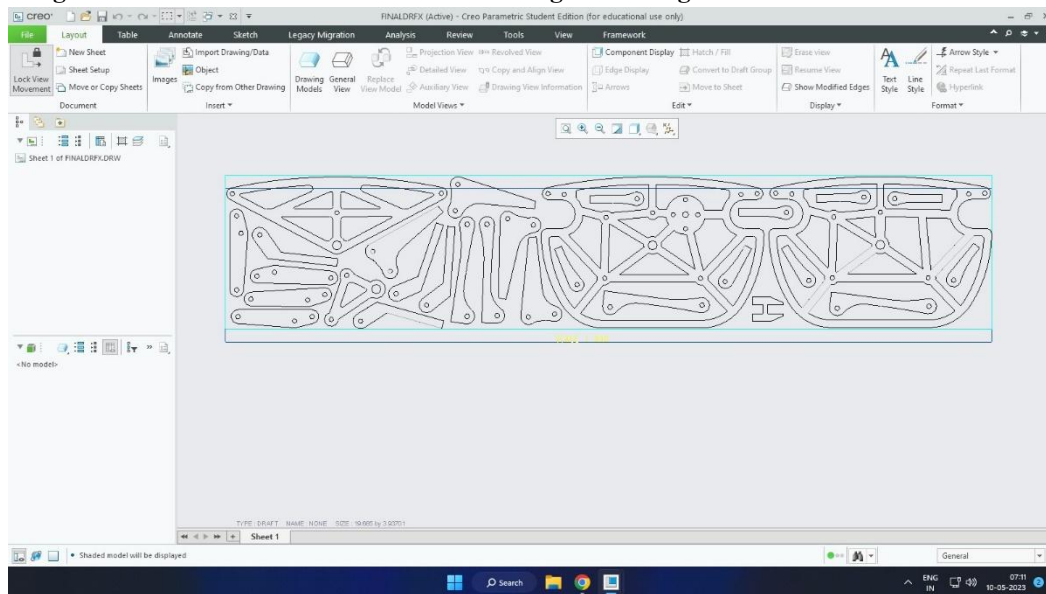 creo
FINALDRFX (Active) - Creo Parametric Student Edition (for educational use only)
File Layout Table Annotate Sketch Legacy Migration Analysis Review Tools View Framework
Lock View Movement
New Sheet
Sheet Setup
Move or Copy Sheets
Document
Images
Import Drawing/Data
Object
Copy from Other Drawing
Insert
Drawing Models
General View
Replace View Model
Projection View
Revolved View
Detailed View
Copy and Align View
Auxiliary View
Drawing View Information
Model Views
Component Display
Hatch / Fill
Edge Display
Convert to Draft Group
Arrows
Move to Sheet
Edit
Erase view
Resume View
Show Modified Edges
Display
Text Style
Line Style
Arrow Style
Repeat Last Format
Hyperlink
Format
Sheet 1 of FINALDRFX.DRW
<No model>
TYPE : DRAFT NAME : NONE SIZE : 19.685 by 3.93701
Sheet 1
• Shaded model will be displayed
General
Search
ENG
IN
07:11
10-05-2023